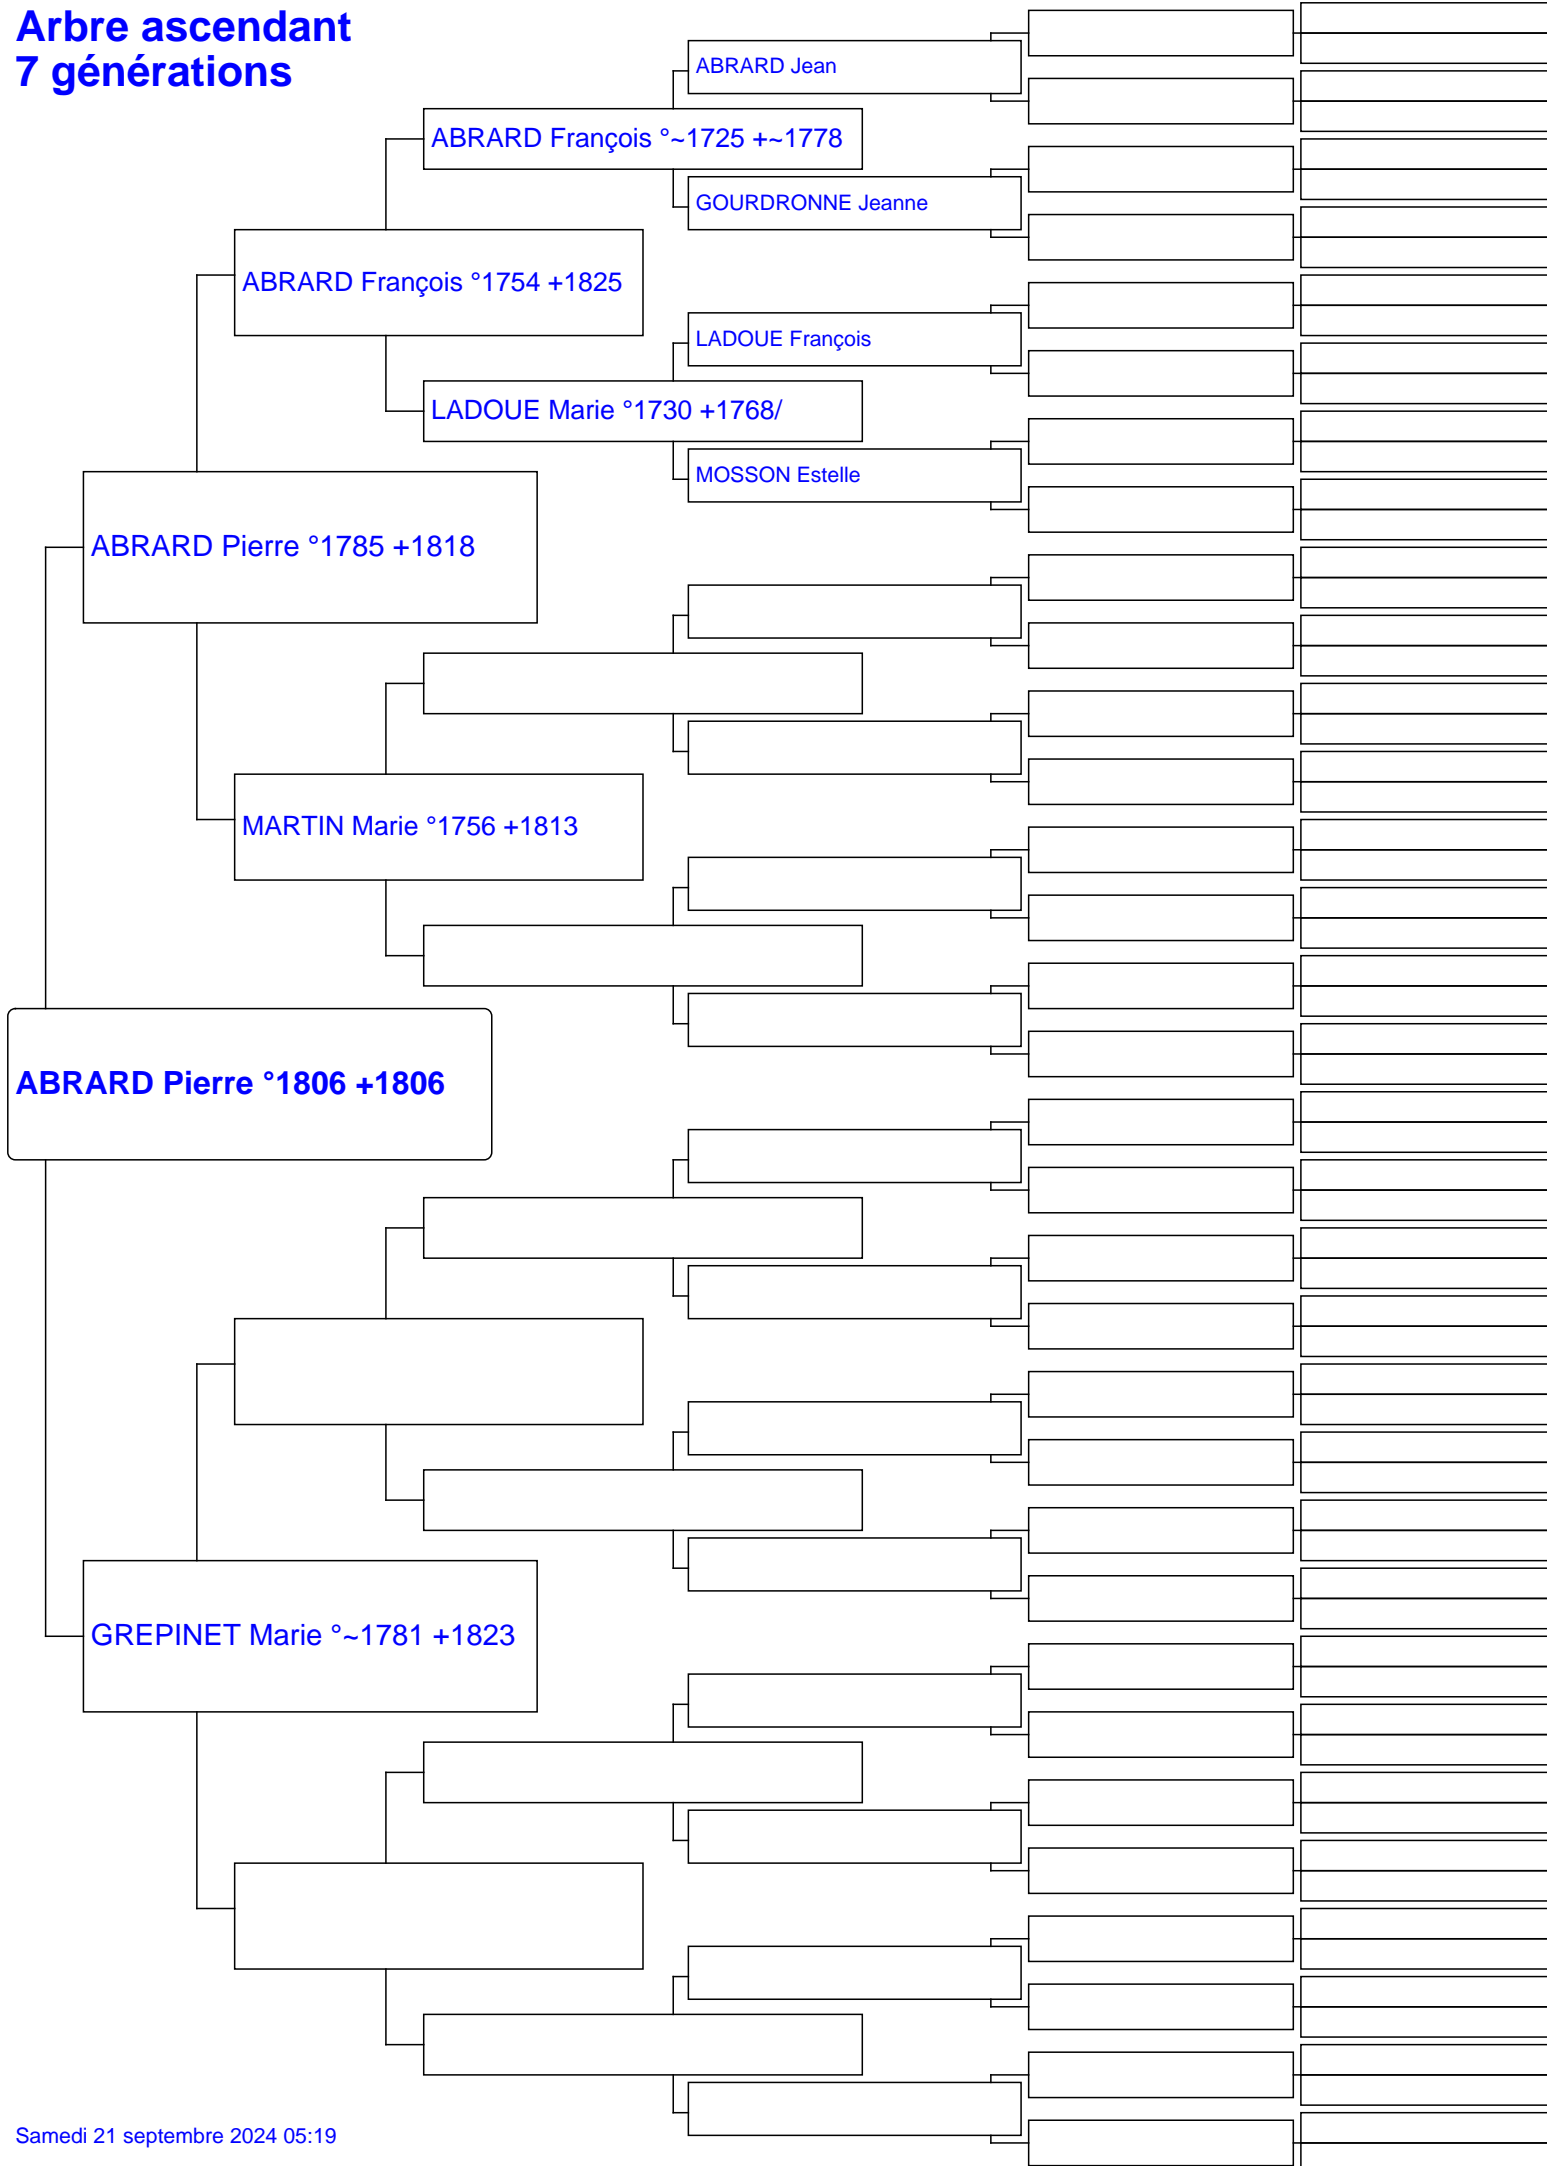 Arbre ascendant
7 générations
ABRARD Jean
ABRARD François °~1725 +~1778
GOURDRONNE Jeanne
ABRARD François °1754 +1825
LADOUE François
LADOUE Marie °1730 +1768/
MOSSON Estelle
ABRARD Pierre °1785 +1818
MARTIN Marie °1756 +1813
ABRARD Pierre °1806 +1806
GREPINET Marie °~1781 +1823
Samedi 21 septembre 2024 05:19